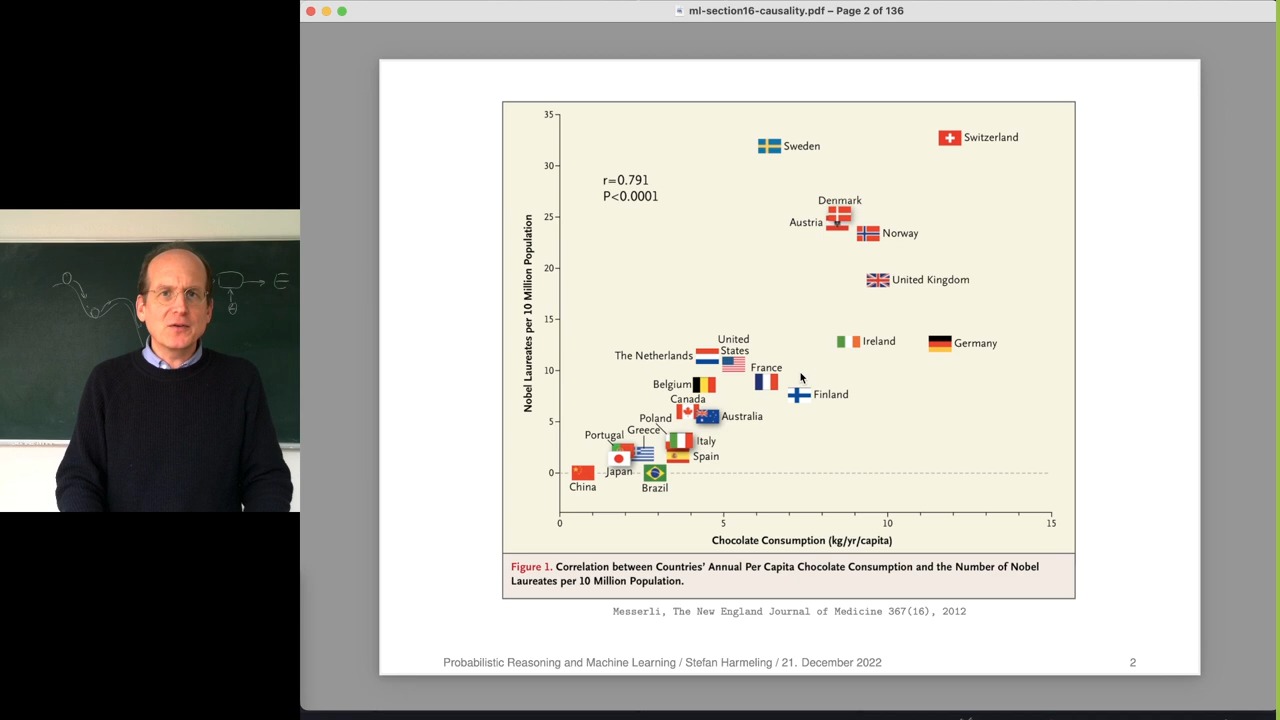 ml-section16-causality.pdf – Page 2 of 136
35
30
25
20
15
10
5
0
Nobel Laureates per 10 Million Population
r=0.791
P<0.0001
Sweden
Switzerland
Denmark
Austria
Norway
United Kingdom
United
States
The Netherlands
Ireland
Germany
France
Belgium
Finland
Canada
Poland
Australia
Portugal
Greece
Italy
Spain
Japan
China
Brazil
0
5
10
15
Chocolate Consumption (kg/yr/capita)
Figure 1. Correlation between Countries' Annual Per Capita Chocolate Consumption and the Number of Nobel
Laureates per 10 Million Population.
Messerli, The New England Journal of Medicine 367(16), 2012
Probabilistic Reasoning and Machine Learning / Stefan Harmeling / 21. December 2022
2